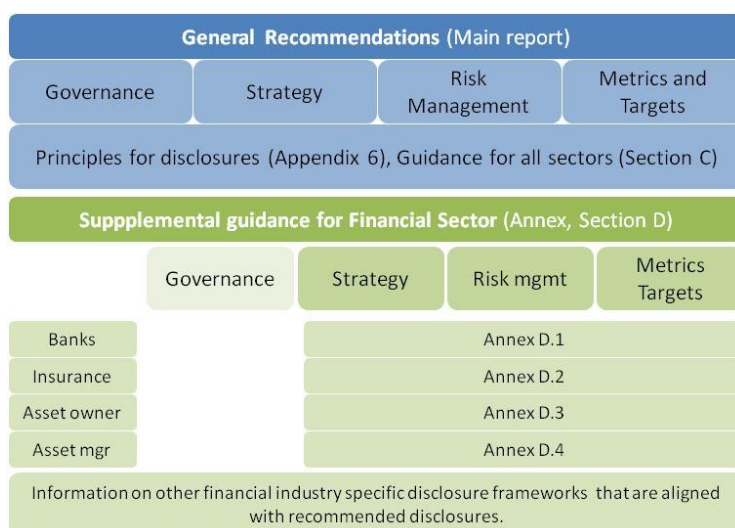 General Recommendations (Main report)
Governance
Strategy
Risk
Management
Metrics and
Targets
Principles for disclosures (Appendix 6), Guidance for all sectors (Section C)
Suppplemental guidance for Financial Sector (Annex, Section D)
Governance
Strategy
Risk mgmt
Metrics
Targets
Banks
Annex D.1
Insurance
Annex D.2
Asset owner
Annex D.3
Asset mgr
Annex D.4
Information on other financial industry specific disclosure frameworks that are aligned
with recommended disclosures.